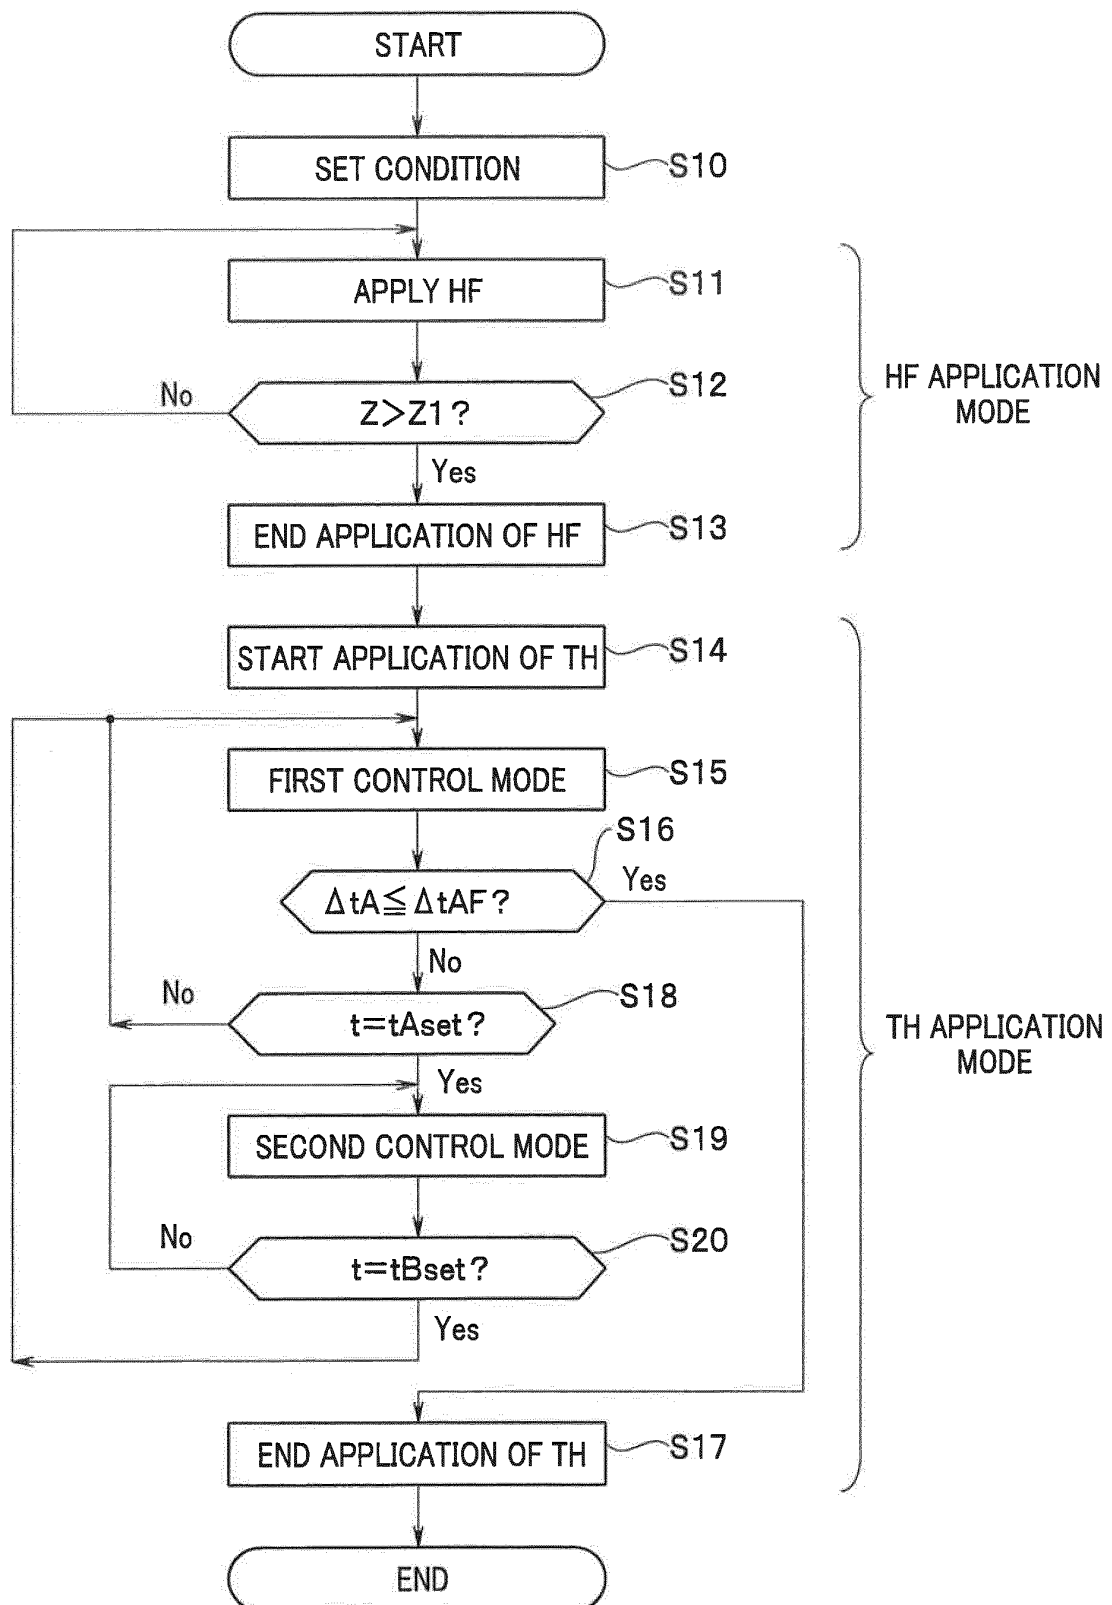 START
SET CONDITION
S10
APPLY HF
S11
Z>Z1?
S12
No
Yes
END APPLICATION OF HF
S13
HF APPLICATION
MODE
START APPLICATION OF TH
S14
FIRST CONTROL MODE
S15
ΔtA≦ΔtAF?
S16
Yes
No
t=tAset?
S18
No
Yes
SECOND CONTROL MODE
S19
t=tBset?
S20
No
Yes
TH APPLICATION
MODE
END APPLICATION OF TH
S17
END